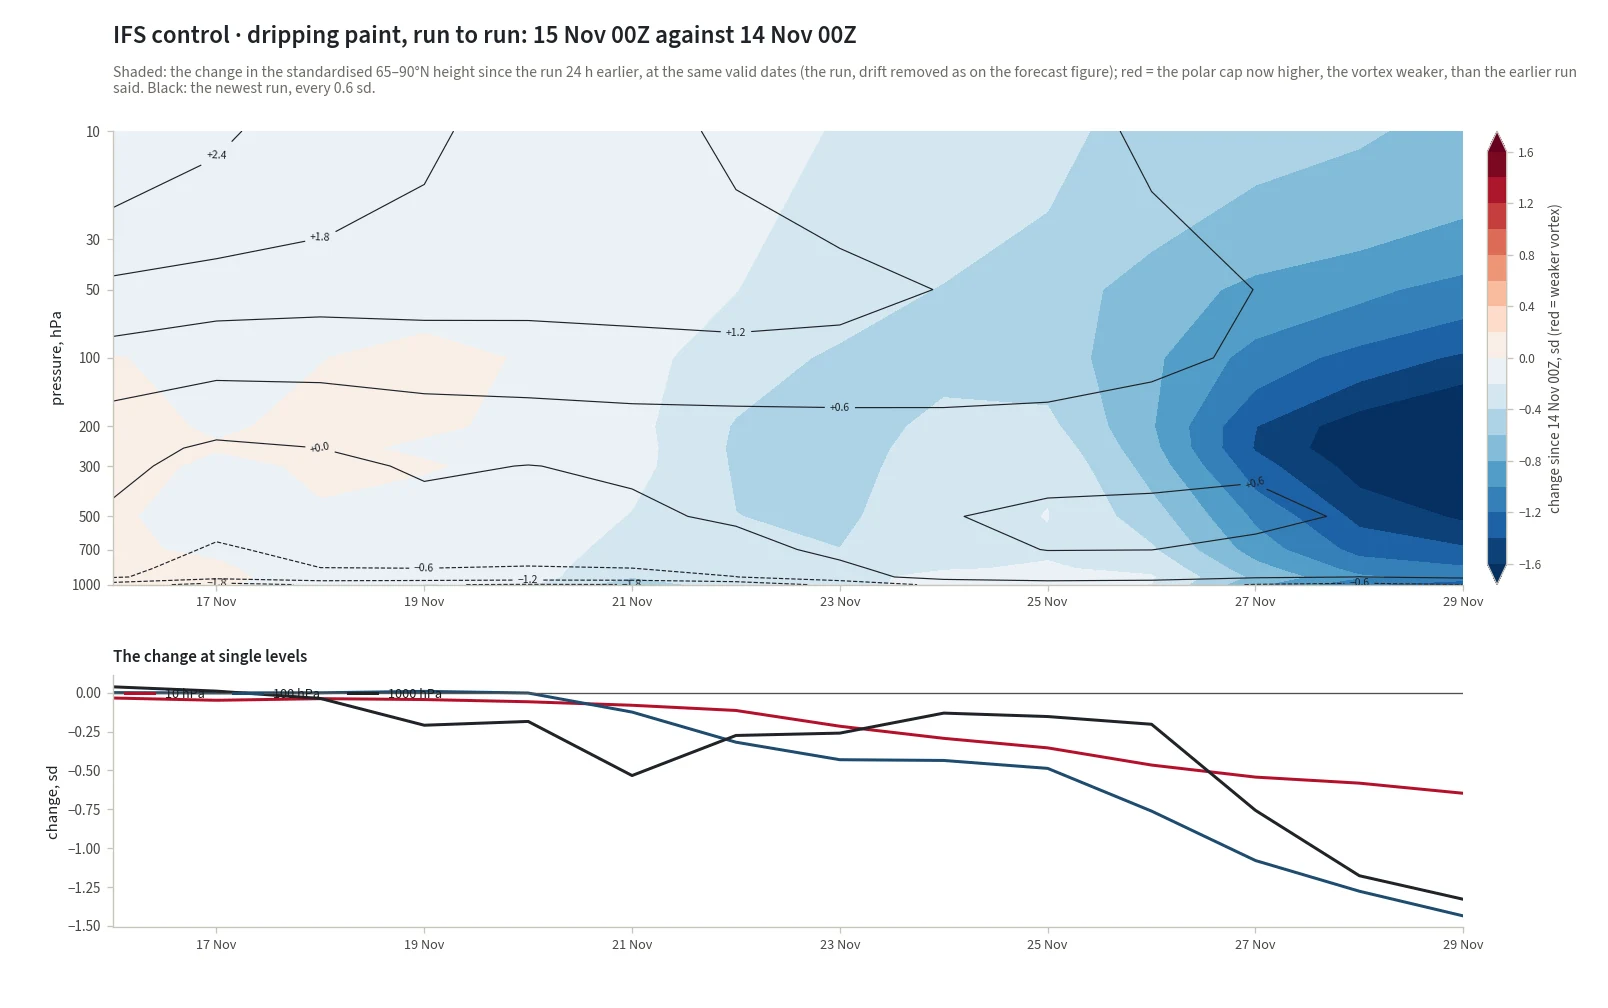 IFS control · dripping paint, run to run: 15 Nov 00Z against 14 Nov 00Z
Shaded: the change in the standardised 65–90°N height since the run 24 h earlier, at the same valid dates (the run, drift removed as on the forecast figure); red = the polar cap now higher, the vortex weaker, than the earlier run
said. Black: the newest run, every 0.6 sd.
pressure, hPa
10
30
50
100
200
300
500
700
1000
+2.4
+1.8
+1.2
+0.6
+0.0
+0.6
−0.6
−1.2
−1.8
−1.8
−0.6
17 Nov
19 Nov
21 Nov
23 Nov
25 Nov
27 Nov
29 Nov
1.6
1.2
0.8
0.4
0.0
−0.4
−0.8
−1.2
−1.6
change since 14 Nov 00Z, sd (red = weaker vortex)
The change at single levels
change, sd
0.00
−0.25
−0.50
−0.75
−1.00
−1.25
−1.50
10 hPa
100 hPa
1000 hPa
17 Nov
19 Nov
21 Nov
23 Nov
25 Nov
27 Nov
29 Nov